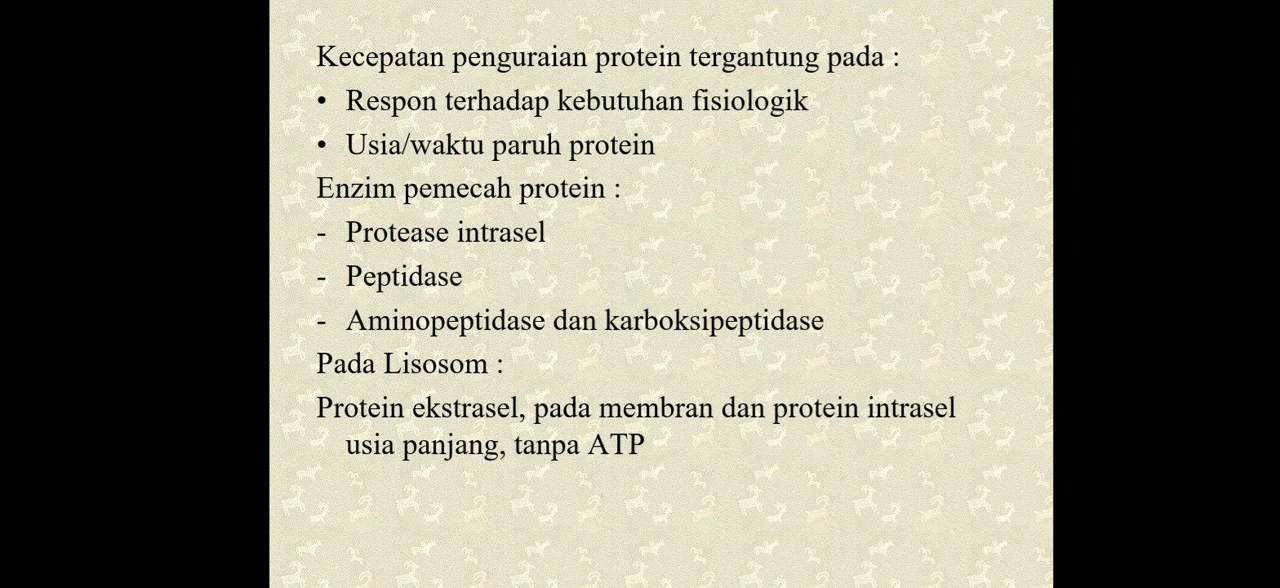 Kecepatan penguraian protein tergantung pada :
• Respon terhadap kebutuhan fisiologik
• Usia/waktu paruh protein
Enzim pemecah protein :
- Protease intrasel
- Peptidase
- Aminopeptidase dan karboksipeptidase
Pada Lisosom :
Protein ekstrasel, pada membran dan protein intrasel
usia panjang, tanpa ATP